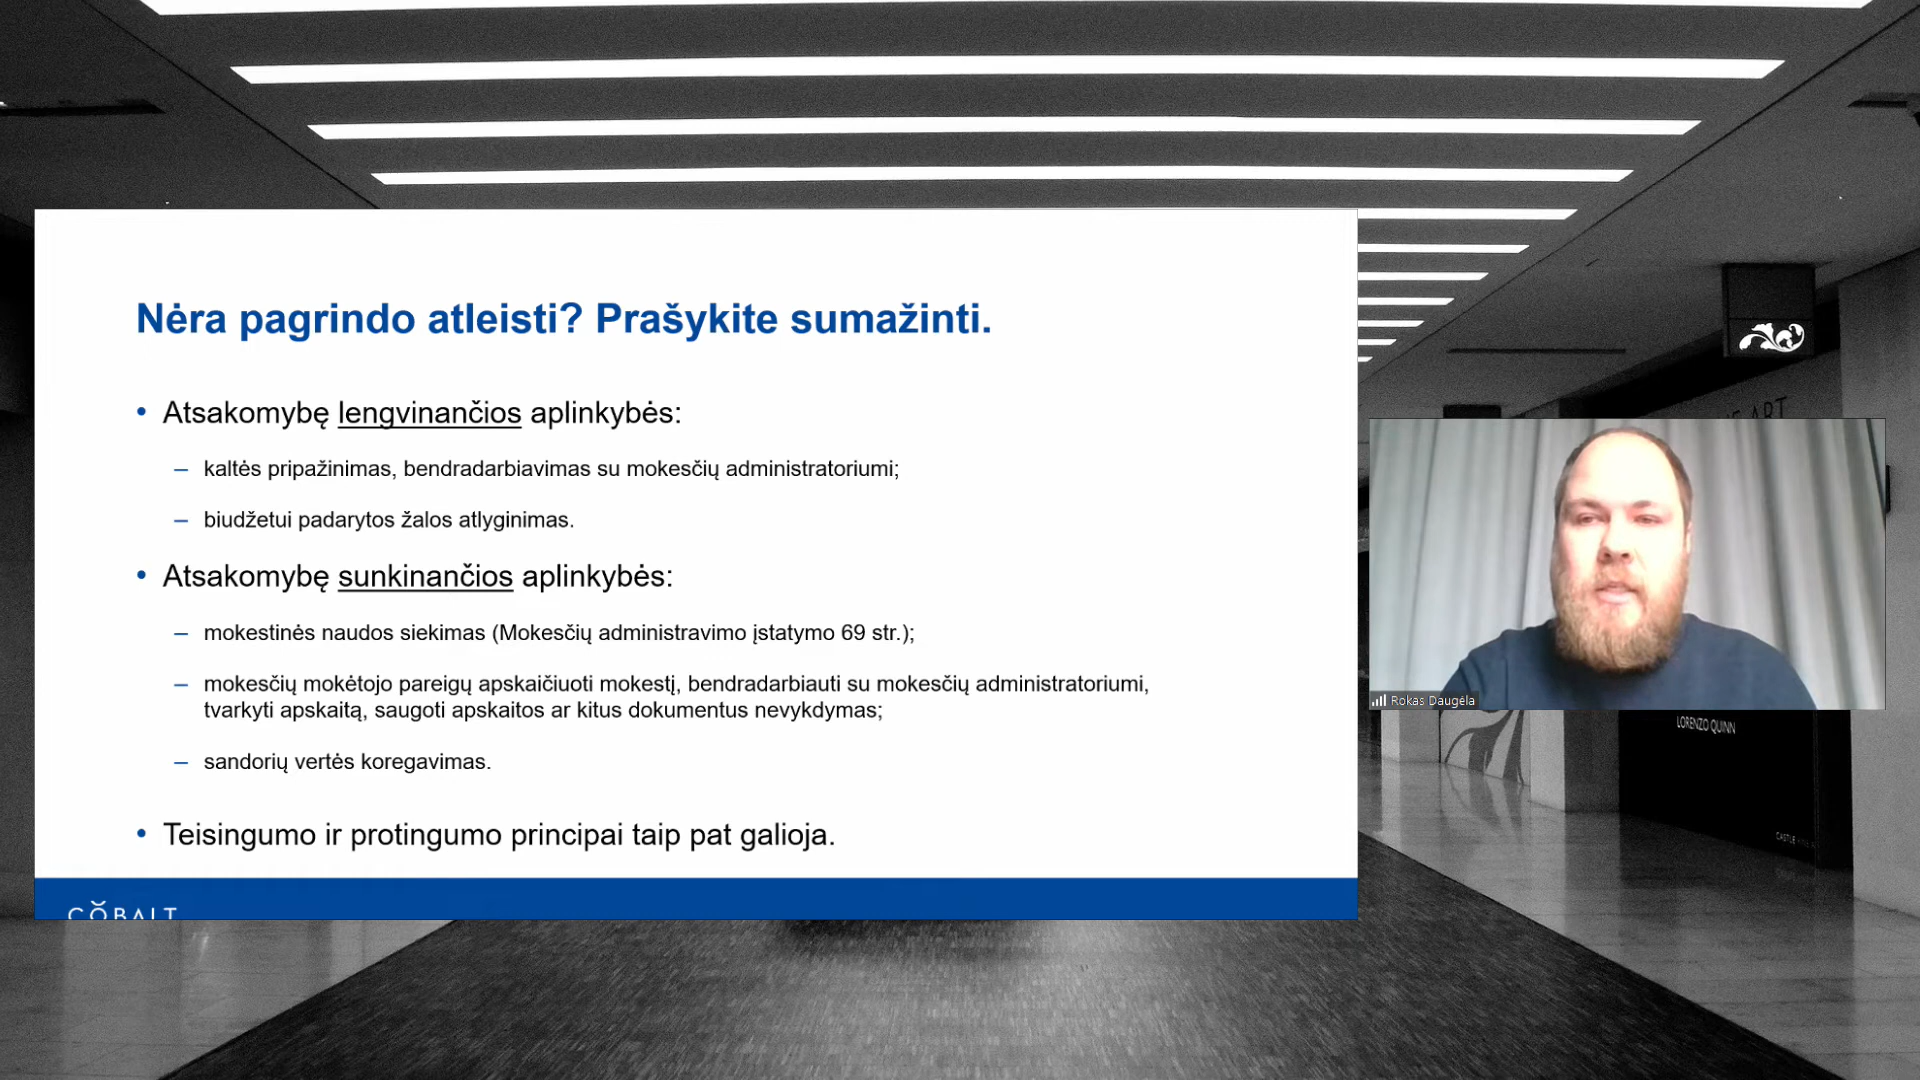 Nėra pagrindo atleisti? Prašykite sumažinti.
• Atsakomybę lengvinančios aplinkybės:
– kaltės pripažinimas, bendradarbiavimas su mokesčių administratoriumi;
– biudžetui padarytos žalos atlyginimas.
• Atsakomybę sunkinančios aplinkybės:
– mokestinės naudos siekimas (Mokesčių administravimo įstatymo 69 str.);
– mokesčių mokėtojo pareigų apskaičiuoti mokestį, bendradarbiauti su mokesčių administratoriumi,
tvarkyti apskaitą, saugoti apskaitos ar kitus dokumentus nevykdymas;
– sandorių vertės koregavimas.
• Teisingumo ir protingumo principai taip pat galioja.
COBALT
ART
Rokas Daugėla
LORENZO QUINN
CASTLE